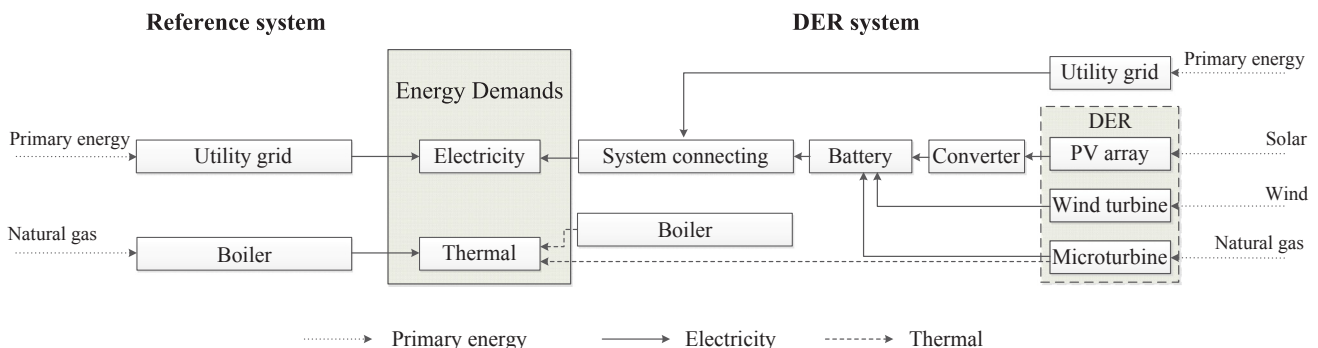 Reference system
DER system
Energy Demands
Primary energy
Utility grid
Electricity
System connecting
Battery
Converter
Utility grid
Primary energy
DER
PV array
Solar
Wind turbine
Wind
Microturbine
Natural gas
Natural gas
Boiler
Thermal
Boiler
Primary energy
Electricity
Thermal